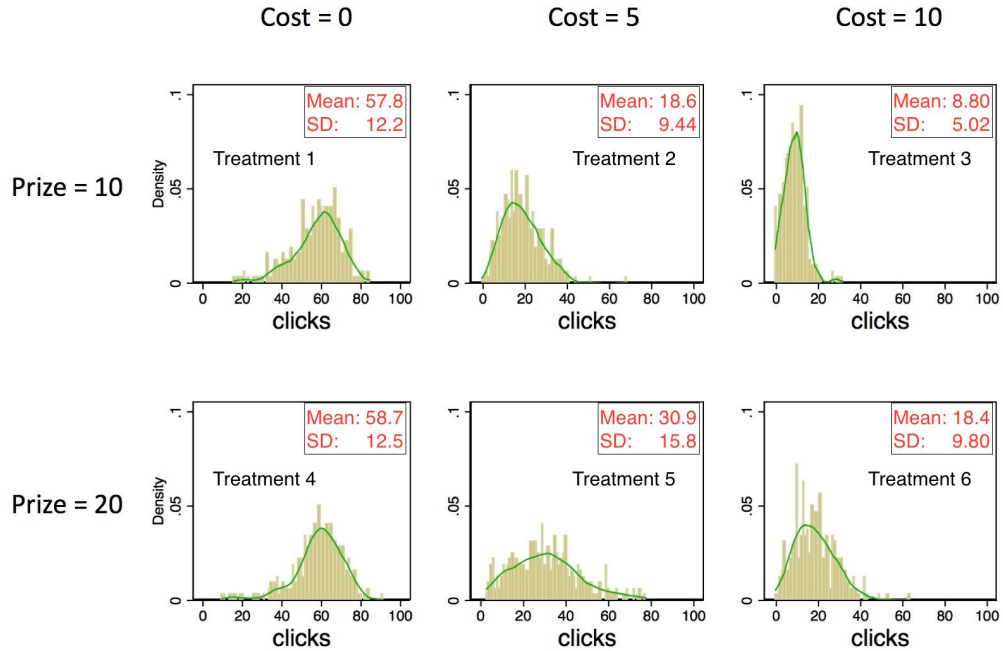 Cost = 0
Cost = 5
Cost = 10
Prize = 10
Density
0 .05 .1
Mean: 57.8
SD: 12.2
Treatment 1
0 20 40 60 80 100
clicks
0 .05 .1
Mean: 18.6
SD: 9.44
Treatment 2
0 20 40 60 80 100
clicks
0 .05 .1
Mean: 8.80
SD: 5.02
Treatment 3
0 20 40 60 80 100
clicks
Prize = 20
Density
0 .05 .1
Mean: 58.7
SD: 12.5
Treatment 4
0 20 40 60 80 100
clicks
0 .05 .1
Mean: 30.9
SD: 15.8
Treatment 5
0 20 40 60 80 100
clicks
0 .05 .1
Mean: 18.4
SD: 9.80
Treatment 6
0 20 40 60 80 100
clicks